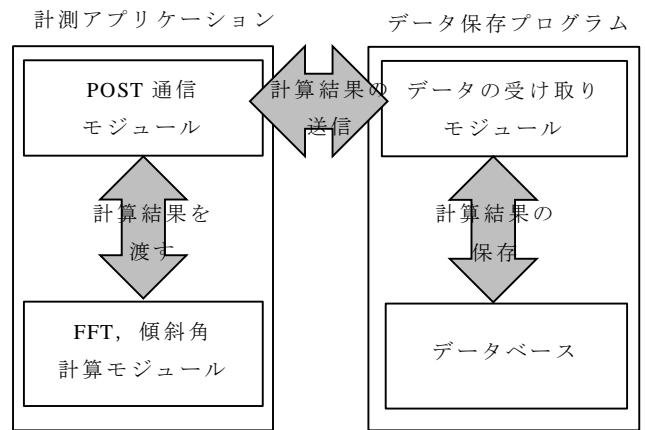 計測アプリケーション
データ保存プログラム
POST 通信
モジュール
計算結果の
送信
データの受け取り
モジュール
計算結果を
渡す
計算結果の
保存
FFT, 傾斜角
計算モジュール
データベース